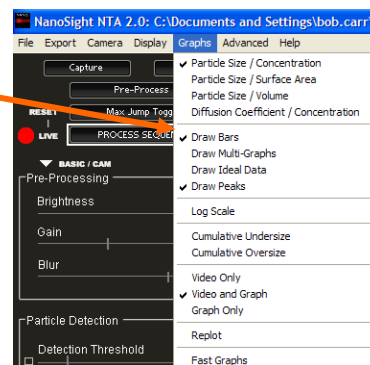 NanoSight NTA 2.0: C:\Documents and Settings\bob.carr
File Export Camera Display Graphs Advanced Help
Capture
Pre-Process
RESET Max Jump Togg
LIVE PROCESS SEQUEN
BASIC / CAM
Pre-Processing
Brightness
Gain
Blur
Particle Detection
Detection Threshold
Particle Size / Concentration
Particle Size / Surface Area
Particle Size / Volume
Diffusion Coefficient / Concentration
Draw Bars
Draw Multi-Graphs
Draw Ideal Data
Draw Peaks
Log Scale
Cumulative Undersize
Cumulative Oversize
Video Only
Video and Graph
Graph Only
Replot
Fast Graphs